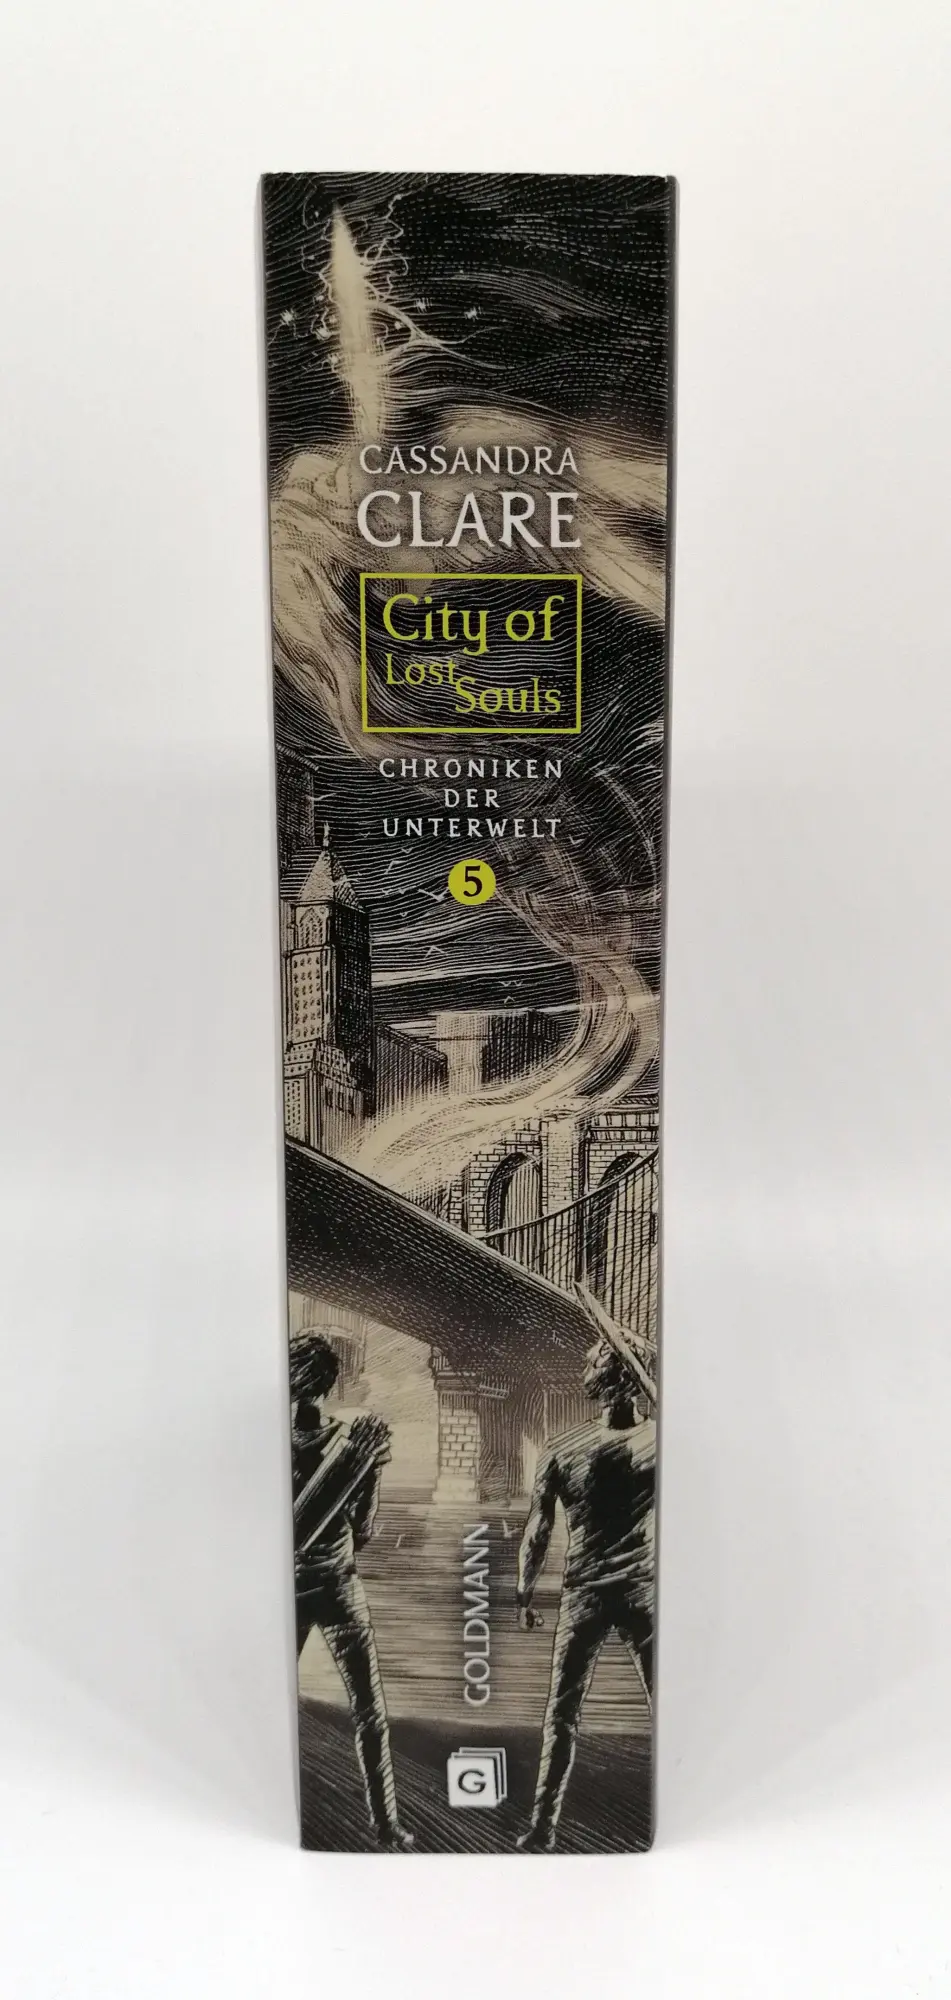 CASSANDRA
CLARE
City of
Lost
Souls
CHRONIKEN
DER
UNTERWELT
5
GOLDMANN
G